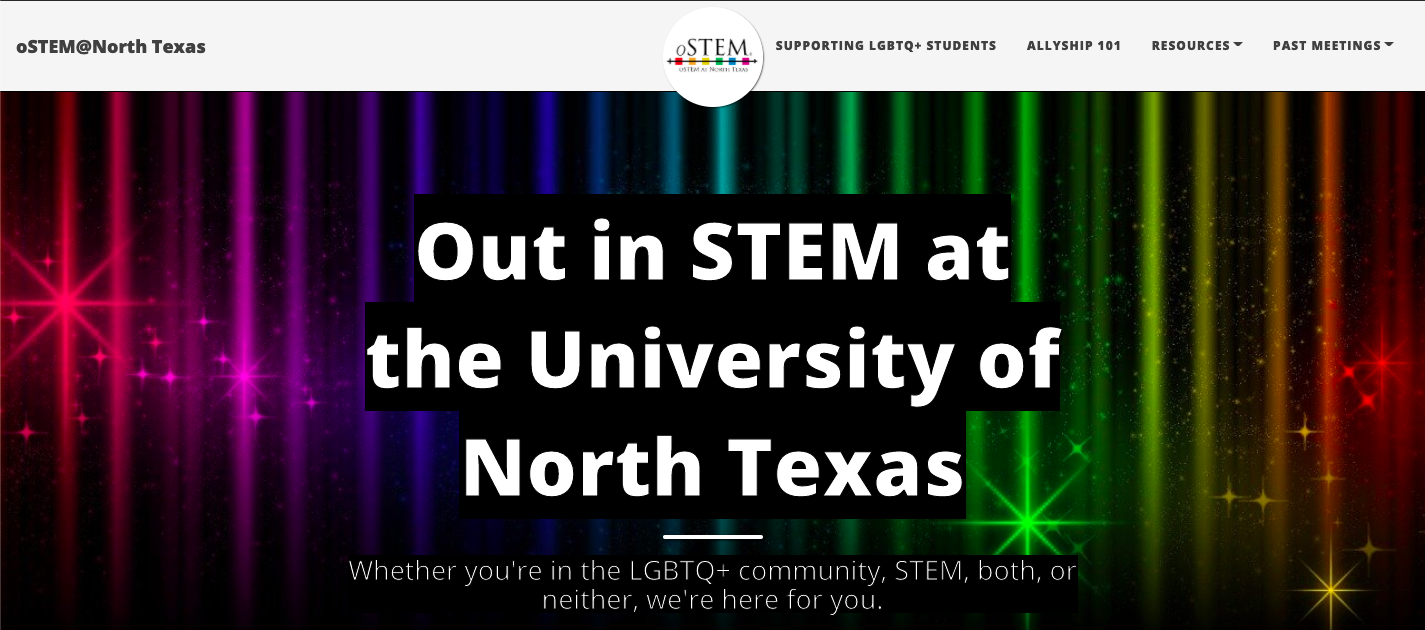 oSTEM@North Texas
oSTEM
oSTEM at North Texas
SUPPORTING LGBTQ+ STUDENTS
ALLYSHIP 101
RESOURCES
PAST MEETINGS
Out in STEM at
the University of
North Texas
Whether you're in the LGBTQ+ community, STEM, both, or
neither, we're here for you.